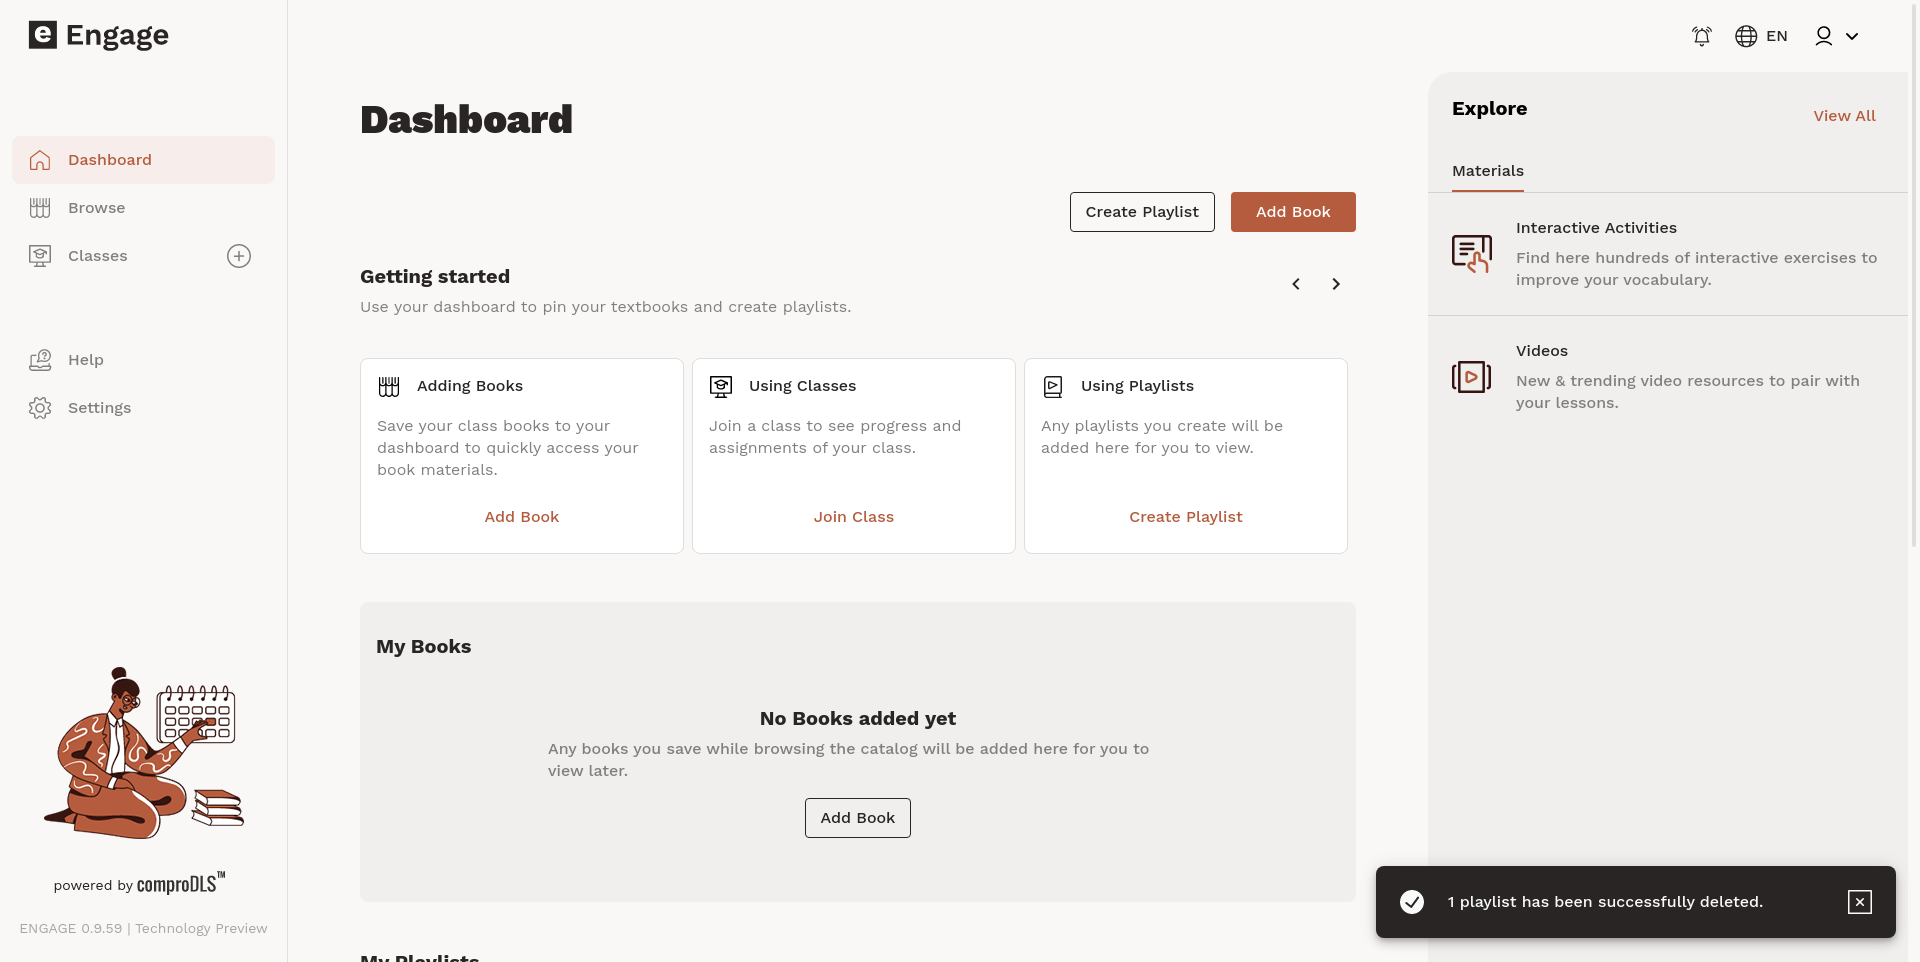 Engage
Dashboard
Browse
Classes
Help
Settings
powered by comproDLS™
ENGAGE 0.9.59 | Technology Preview
EN
Dashboard
Create Playlist
Add Book
Getting started
Use your dashboard to pin your textbooks and create playlists.
Adding Books
Save your class books to your
dashboard to quickly access your
book materials.
Add Book
Using Classes
Join a class to see progress and
assignments of your class.
Join Class
Using Playlists
Any playlists you create will be
added here for you to view.
Create Playlist
My Books
No Books added yet
Any books you save while browsing the catalog will be added here for you to
view later.
Add Book
My Playlists
Explore
View All
Materials
Interactive Activities
Find here hundreds of interactive exercises to
improve your vocabulary.
Videos
New & trending video resources to pair with
your lessons.
1 playlist has been successfully deleted.